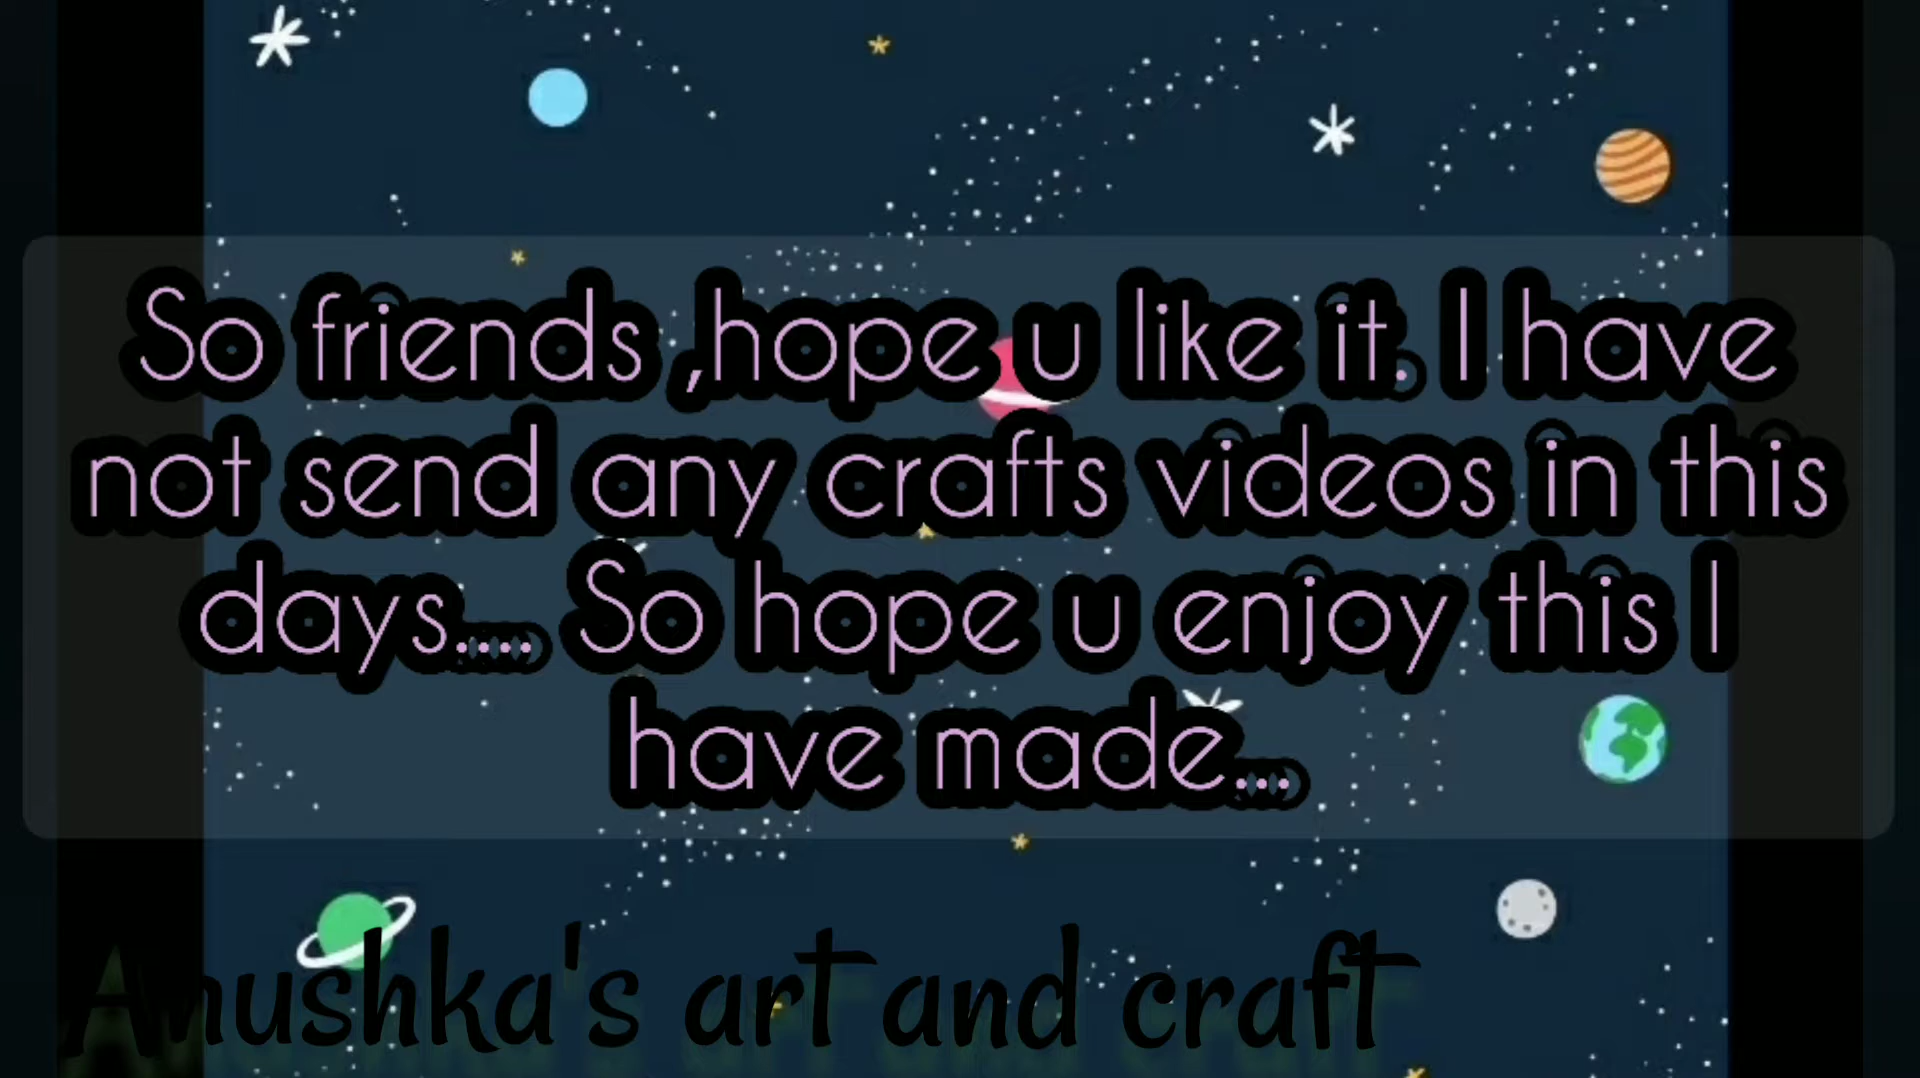 So friends ,hope u like it. I have
not send any crafts videos in this
days.... So hope u enjoy this I
have made...
Anushka's art and craft